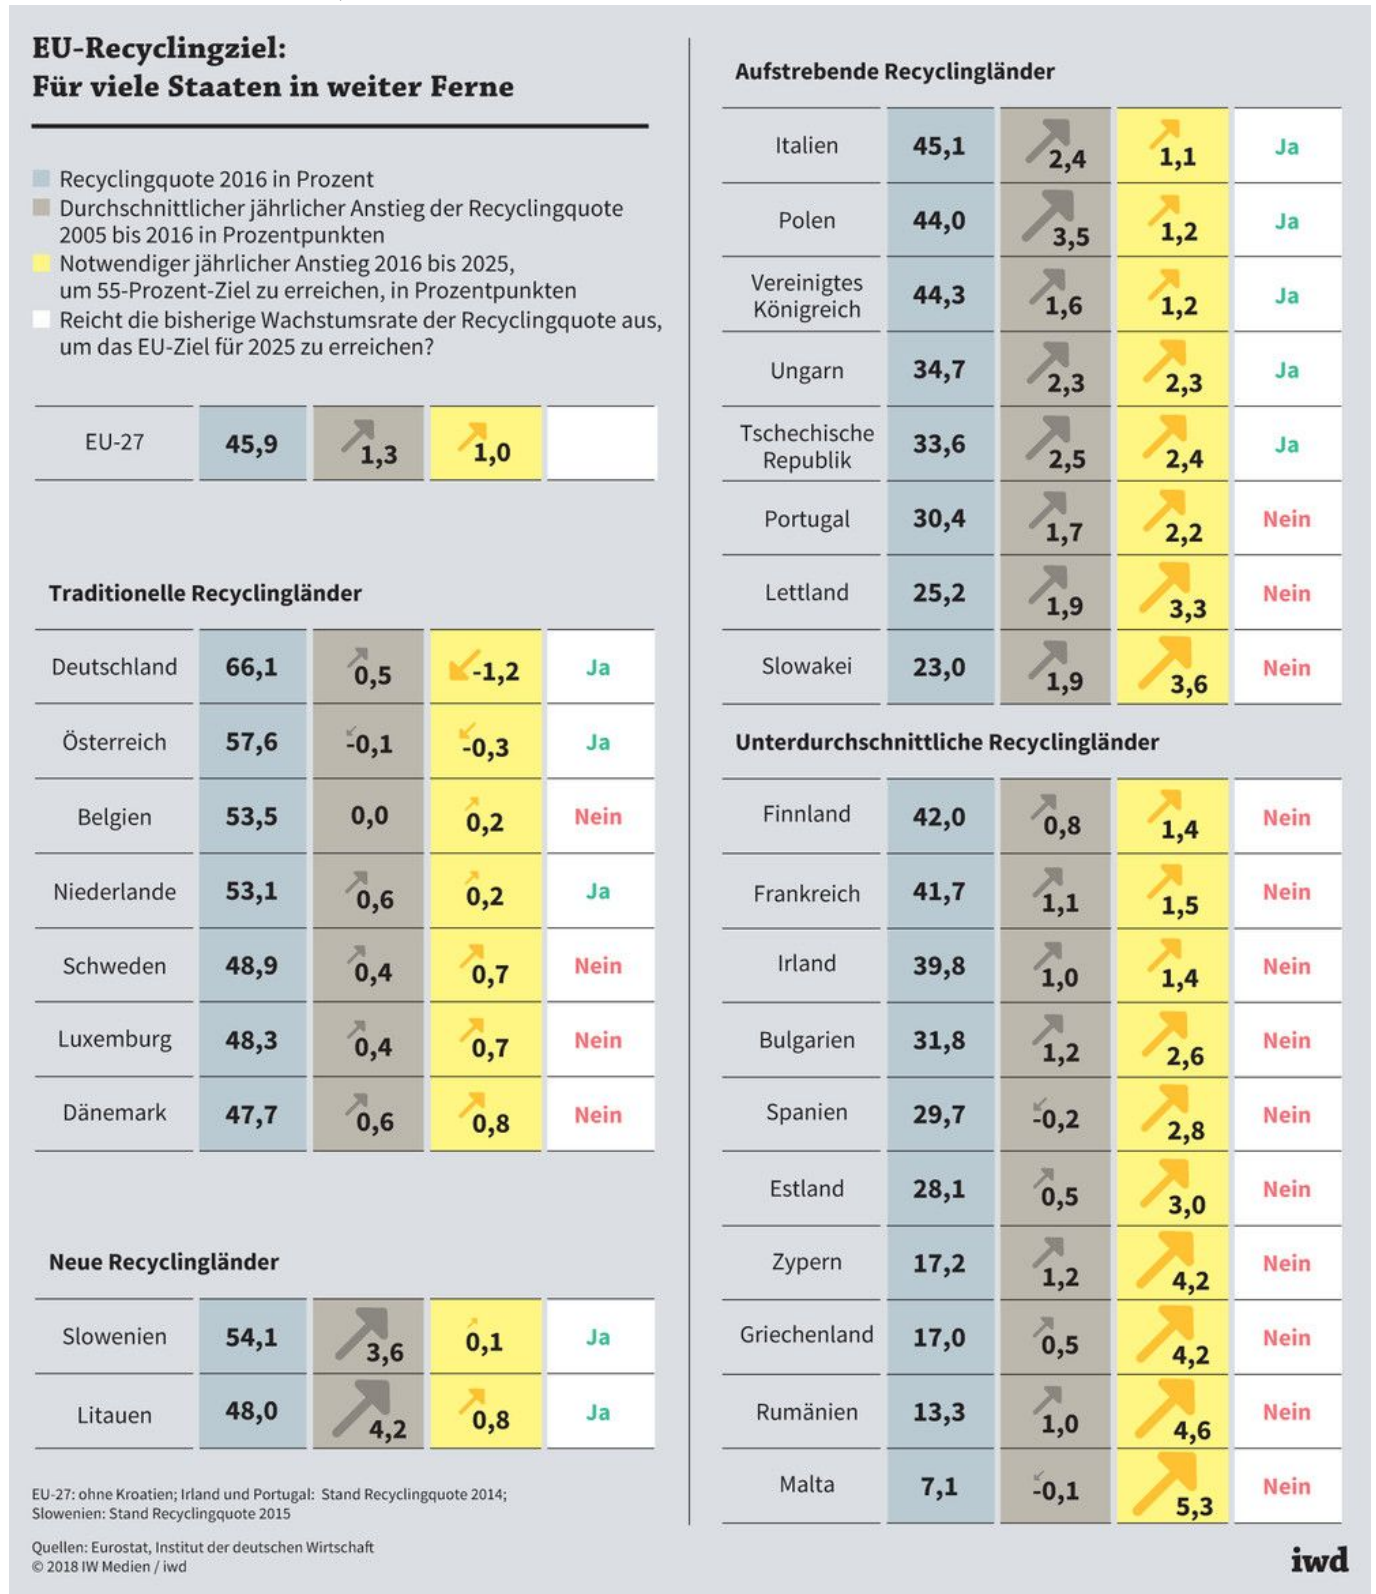 EU-Recyclingziel:
Für viele Staaten in weiter Ferne
Recyclingquote 2016 in Prozent
Durchschnittlicher jährlicher Anstieg der Recyclingquote
2005 bis 2016 in Prozentpunkten
Notwendiger jährlicher Anstieg 2016 bis 2025,
um 55-Prozent-Ziel zu erreichen, in Prozentpunkten
Reicht die bisherige Wachstumsrate der Recyclingquote aus,
um das EU-Ziel für 2025 zu erreichen?
EU-27 45,9 1,3 1,0
Traditionelle Recyclingländer
Deutschland 66,1 0,5 -1,2 Ja
Österreich 57,6 -0,1 -0,3 Ja
Belgien 53,5 0,0 0,2 Nein
Niederlande 53,1 0,6 0,2 Ja
Schweden 48,9 0,4 0,7 Nein
Luxemburg 48,3 0,4 0,7 Nein
Dänemark 47,7 0,6 0,8 Nein
Neue Recyclingländer
Slowenien 54,1 3,6 0,1 Ja
Litauen 48,0 4,2 0,8 Ja
EU-27: ohne Kroatien; Irland und Portugal: Stand Recyclingquote 2014;
Slowenien: Stand Recyclingquote 2015
Quellen: Eurostat, Institut der deutschen Wirtschaft
© 2018 IW Medien / iwd
Aufstrebende Recyclingländer
Italien 45,1 2,4 1,1 Ja
Polen 44,0 3,5 1,2 Ja
Vereinigtes
Königreich 44,3 1,6 1,2 Ja
Ungarn 34,7 2,3 2,3 Ja
Tschechische
Republik 33,6 2,5 2,4 Ja
Portugal 30,4 1,7 2,2 Nein
Lettland 25,2 1,9 3,3 Nein
Slowakei 23,0 1,9 3,6 Nein
Unterdurchschnittliche Recyclingländer
Finnland 42,0 0,8 1,4 Nein
Frankreich 41,7 1,1 1,5 Nein
Irland 39,8 1,0 1,4 Nein
Bulgarien 31,8 1,2 2,6 Nein
Spanien 29,7 -0,2 2,8 Nein
Estland 28,1 0,5 3,0 Nein
Zypern 17,2 1,2 4,2 Nein
Griechenland 17,0 0,5 4,2 Nein
Rumänien 13,3 1,0 4,6 Nein
Malta 7,1 -0,1 5,3 Nein
iwd